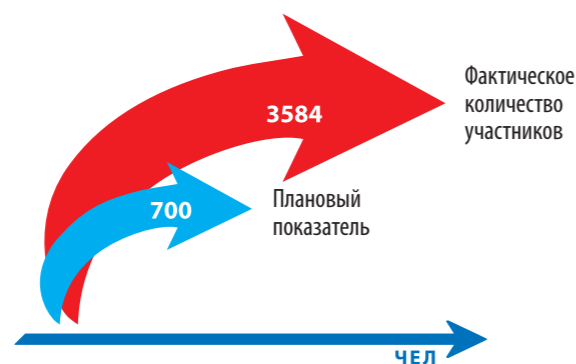 3584
Фактическое
количество
участников
700
Плановый
показатель
ЧЕЛ